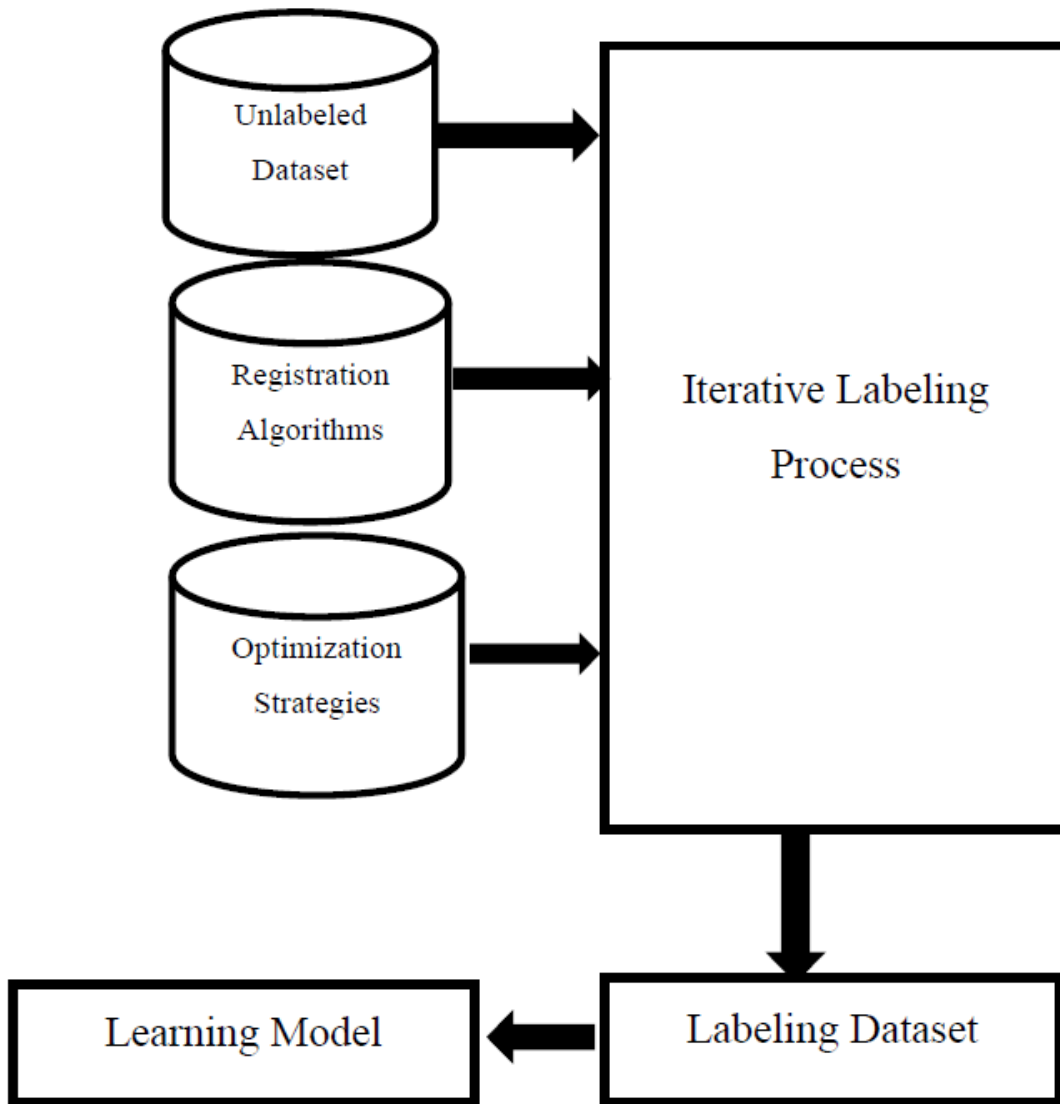 Unlabeled
Dataset
Registration
Algorithms
Iterative Labeling
Process
Optimization
Strategies
Labeling Dataset
Learning Model